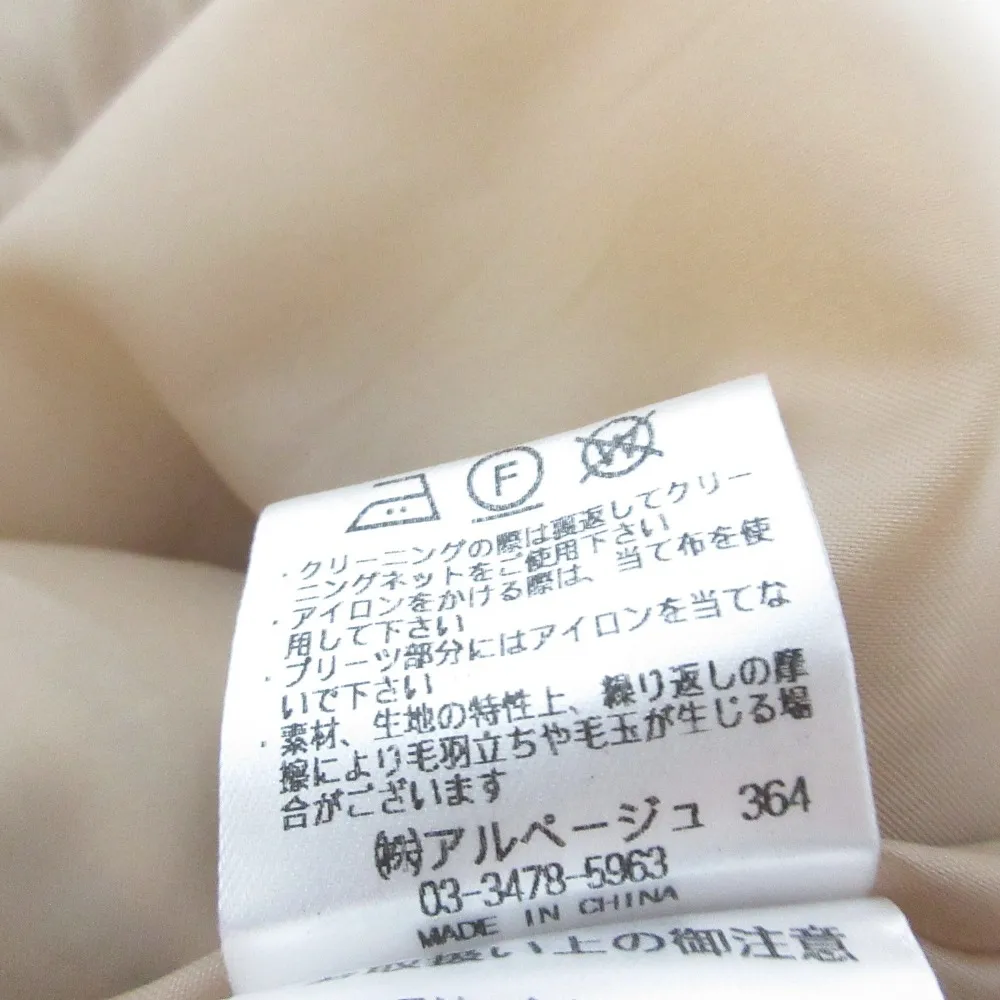 F W
・クリーニングの際は裏返してクリー
ニングネットをご使用下さい
・アイロンをかける際は、当て布を使
用して下さい
・プリーツ部分にはアイロンを当てな
いで下さい
・素材、生地の特性上、繰り返しの摩
擦により毛羽立ちや毛玉が生じる場
合がございます
㈱アルページュ 364
03-3478-5963
MADE IN CHINA
取扱い上の御注意